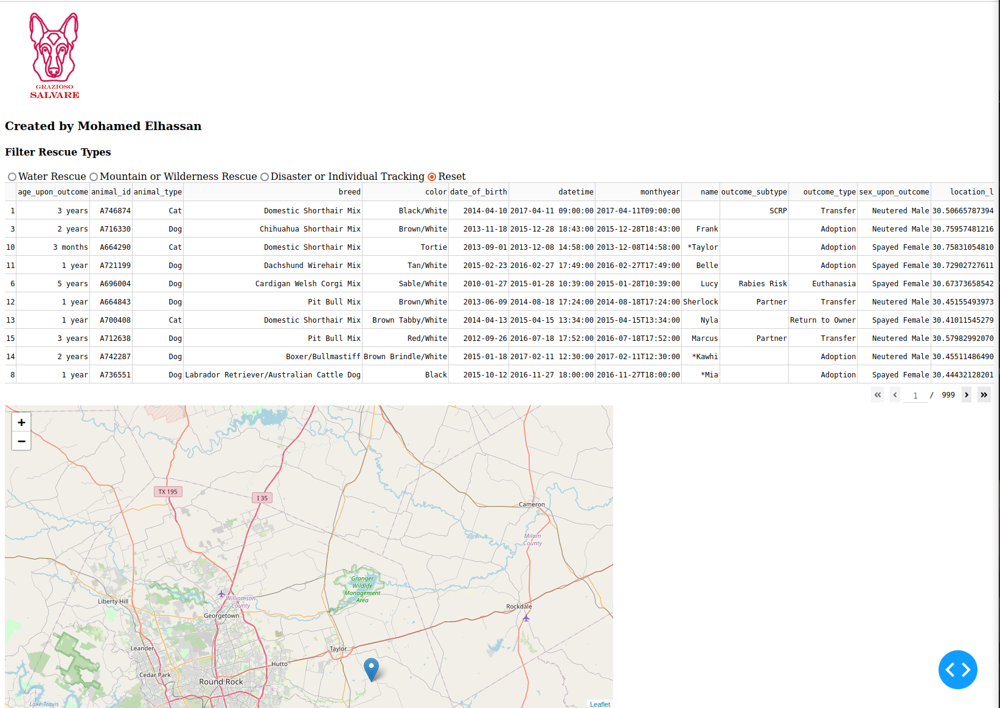 GRAZIOSO
SALVARE
Created by Mohamed Elhassan
Filter Rescue Types
Water Rescue Mountain or Wilderness Rescue Disaster or Individual Tracking Reset
age_upon_outcome animal_id animal_type breed color date_of_birth datetime monthyear name outcome_subtype outcome_type sex_upon_outcome location_l
1 3 years A746874 Cat Domestic Shorthair Mix Black/White 2014-04-10 2017-04-11 09:00:00 2017-04-11T09:00:00 SCRP Transfer Neutered Male 30.50665787394
3 2 years A716330 Dog Chihuahua Shorthair Mix Brown/White 2013-11-18 2015-12-28 18:43:00 2015-12-28T18:43:00 Frank Adoption Neutered Male 30.75957481216
10 3 months A664290 Cat Domestic Shorthair Mix Tortie 2013-09-01 2013-12-08 14:58:00 2013-12-08T14:58:00 *Taylor Adoption Spayed Female 30.75831054810
11 1 year A721199 Dog Dachshund Wirehair Mix Tan/White 2015-02-23 2016-02-27 17:49:00 2016-02-27T17:49:00 Belle Adoption Spayed Female 30.72902727611
6 5 years A696004 Dog Cardigan Welsh Corgi Mix Sable/White 2010-01-27 2015-01-28 10:39:00 2015-01-28T10:39:00 Lucy Rabies Risk Euthanasia Spayed Female 30.67373658542
12 1 year A664843 Dog Pit Bull Mix Brown/White 2013-06-09 2014-08-18 17:24:00 2014-08-18T17:24:00 Sherlock Partner Transfer Neutered Male 30.45155493973
13 1 year A700408 Cat Domestic Shorthair Mix Brown Tabby/White 2014-04-13 2015-04-15 13:34:00 2015-04-15T13:34:00 Nyla Return to Owner Spayed Female 30.41011545279
15 3 years A712638 Dog Pit Bull Mix Red/White 2012-09-26 2016-07-18 17:52:00 2016-07-18T17:52:00 Marcus Partner Transfer Neutered Male 30.57982992070
14 2 years A742287 Dog Boxer/Bullmastiff Brown Brindle/White 2015-01-18 2017-02-11 12:30:00 2017-02-11T12:30:00 *Kawhi Adoption Neutered Male 30.45511486490
8 1 year A736551 Dog Labrador Retriever/Australian Cattle Dog Black 2015-10-12 2016-11-27 18:00:00 2016-11-27T18:00:00 *Mia Adoption Spayed Female 30.44432128201
1 / 999
+
−
TX 195
I 35
Cameron
Milam
County
Granger
Wildlife
Management
Area
Williamson
County
Liberty Hill
Rockdale
Georgetown
Leander
Taylor
Hutto
Cedar Park
Round Rock
Lake Travis
Leaflet